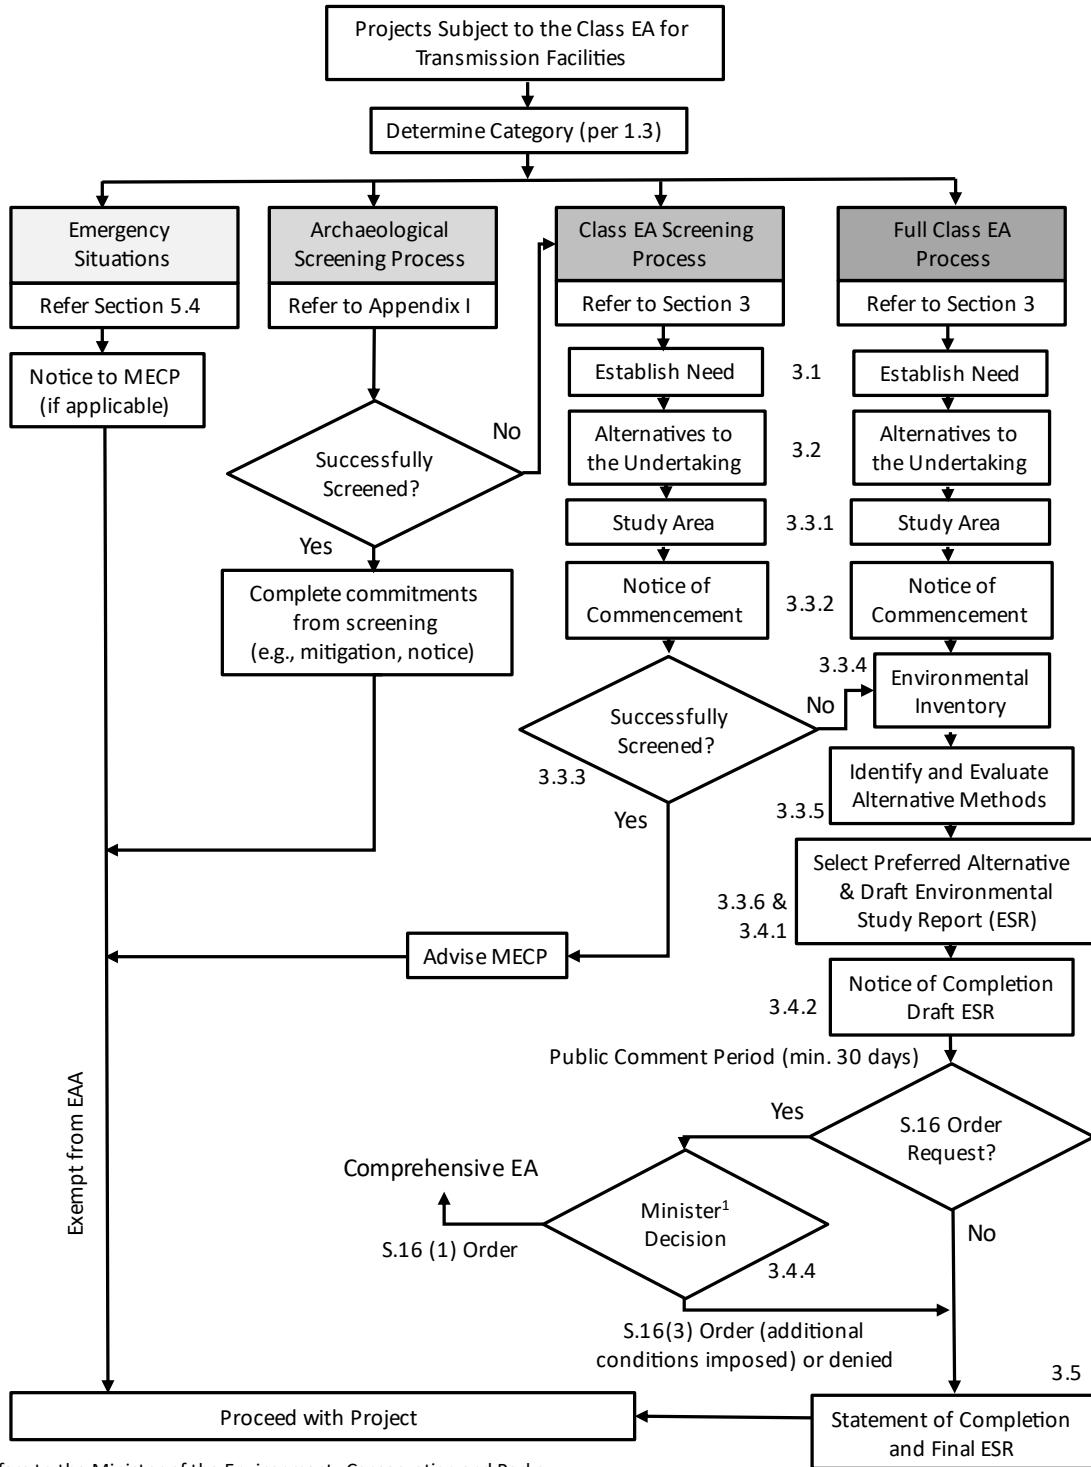 Projects Subject to the Class EA for
Transmission Facilities
Determine Category (per 1.3)
Emergency
Situations
Refer Section 5.4
Notice to MECP
(if applicable)
Archaeological
Screening Process
Refer to Appendix I
Successfully
Screened?
No
Yes
Complete commitments
from screening
(e.g., mitigation, notice)
Class EA Screening
Process
Refer to Section 3
Establish Need
Alternatives to
the Undertaking
Study Area
Notice of
Commencement
Successfully
Screened?
No
3.3.3
Yes
Advise MECP
3.1
3.2
3.3.1
3.3.2
Full Class EA
Process
Refer to Section 3
Establish Need
Alternatives to
the Undertaking
Study Area
Notice of
Commencement
3.3.4
Environmental
Inventory
Identify and Evaluate
Alternative Methods
3.3.5
Select Preferred Alternative
& Draft Environmental
Study Report (ESR)
3.3.6 &
3.4.1
Notice of Completion
Draft ESR
3.4.2
Public Comment Period (min. 30 days)
S.16 Order
Request?
Yes
No
Minister¹
Decision
3.4.4
Comprehensive EA
S.16 (1) Order
S.16(3) Order (additional
conditions imposed) or denied
Exempt from EAA
3.5
Statement of Completion
and Final ESR
Proceed with Project